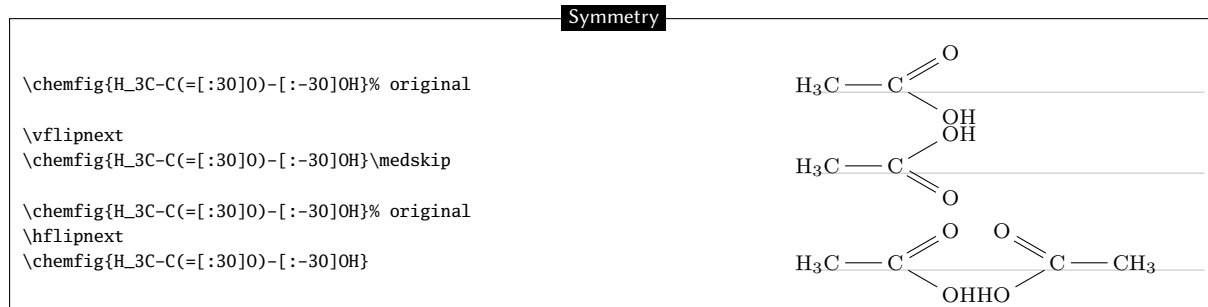 Symmetry
\chemfig{H_3C-C(=[:30]O)-[:-30]OH}% original
\vflipnext
\chemfig{H_3C-C(=[:30]O)-[:-30]OH}\medskip
\chemfig{H_3C-C(=[:30]O)-[:-30]OH}% original
\hflipnext
\chemfig{H_3C-C(=[:30]O)-[:-30]OH}
O
H₃C C
OH
OH
H₃C C
O
O O
H₃C C C CH₃
OHHO